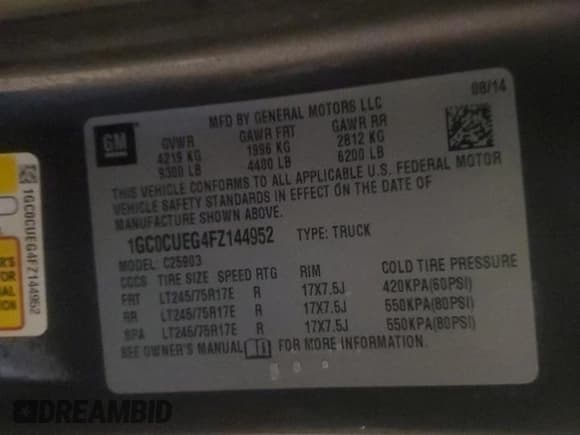 08/14
MFD BY GENERAL MOTORS LLC
GM
GVWR GAWR FRT GAWR RR
4219 KG 1996 KG 2812 KG
9300 LB 4400 LB 6200 LB
THIS VEHICLE CONFORMS TO ALL APPLICABLE U.S. FEDERAL MOTOR
VEHICLE SAFETY STANDARDS IN EFFECT ON THE DATE OF
MANUFACTURE SHOWN ABOVE.
1GC0CUEG4FZ144952 TYPE: TRUCK
MODEL: C25903
CCCS TIRE SIZE SPEED RTG RIM COLD TIRE PRESSURE
FRT LT245/75R17E R 17X7.5J 420KPA(60PSI)
RR LT245/75R17E R 17X7.5J 550KPA(80PSI)
SPA LT245/75R17E R 17X7.5J 550KPA(80PSI)
SEE OWNER'S MANUAL FOR MORE INFORMATION.
1GC0CUEG4FZ144952
DREAMBID